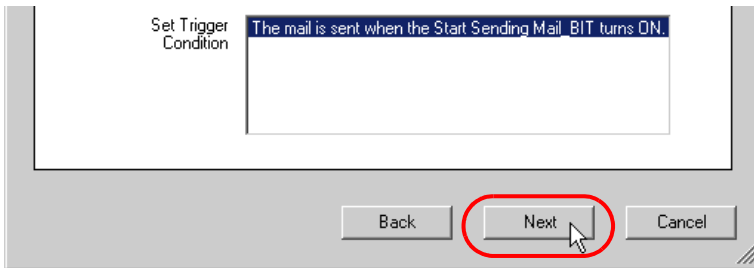 Set Trigger
Condition
The mail is sent when the Start Sending Mail_BIT turns ON.
Back
Next
Cancel